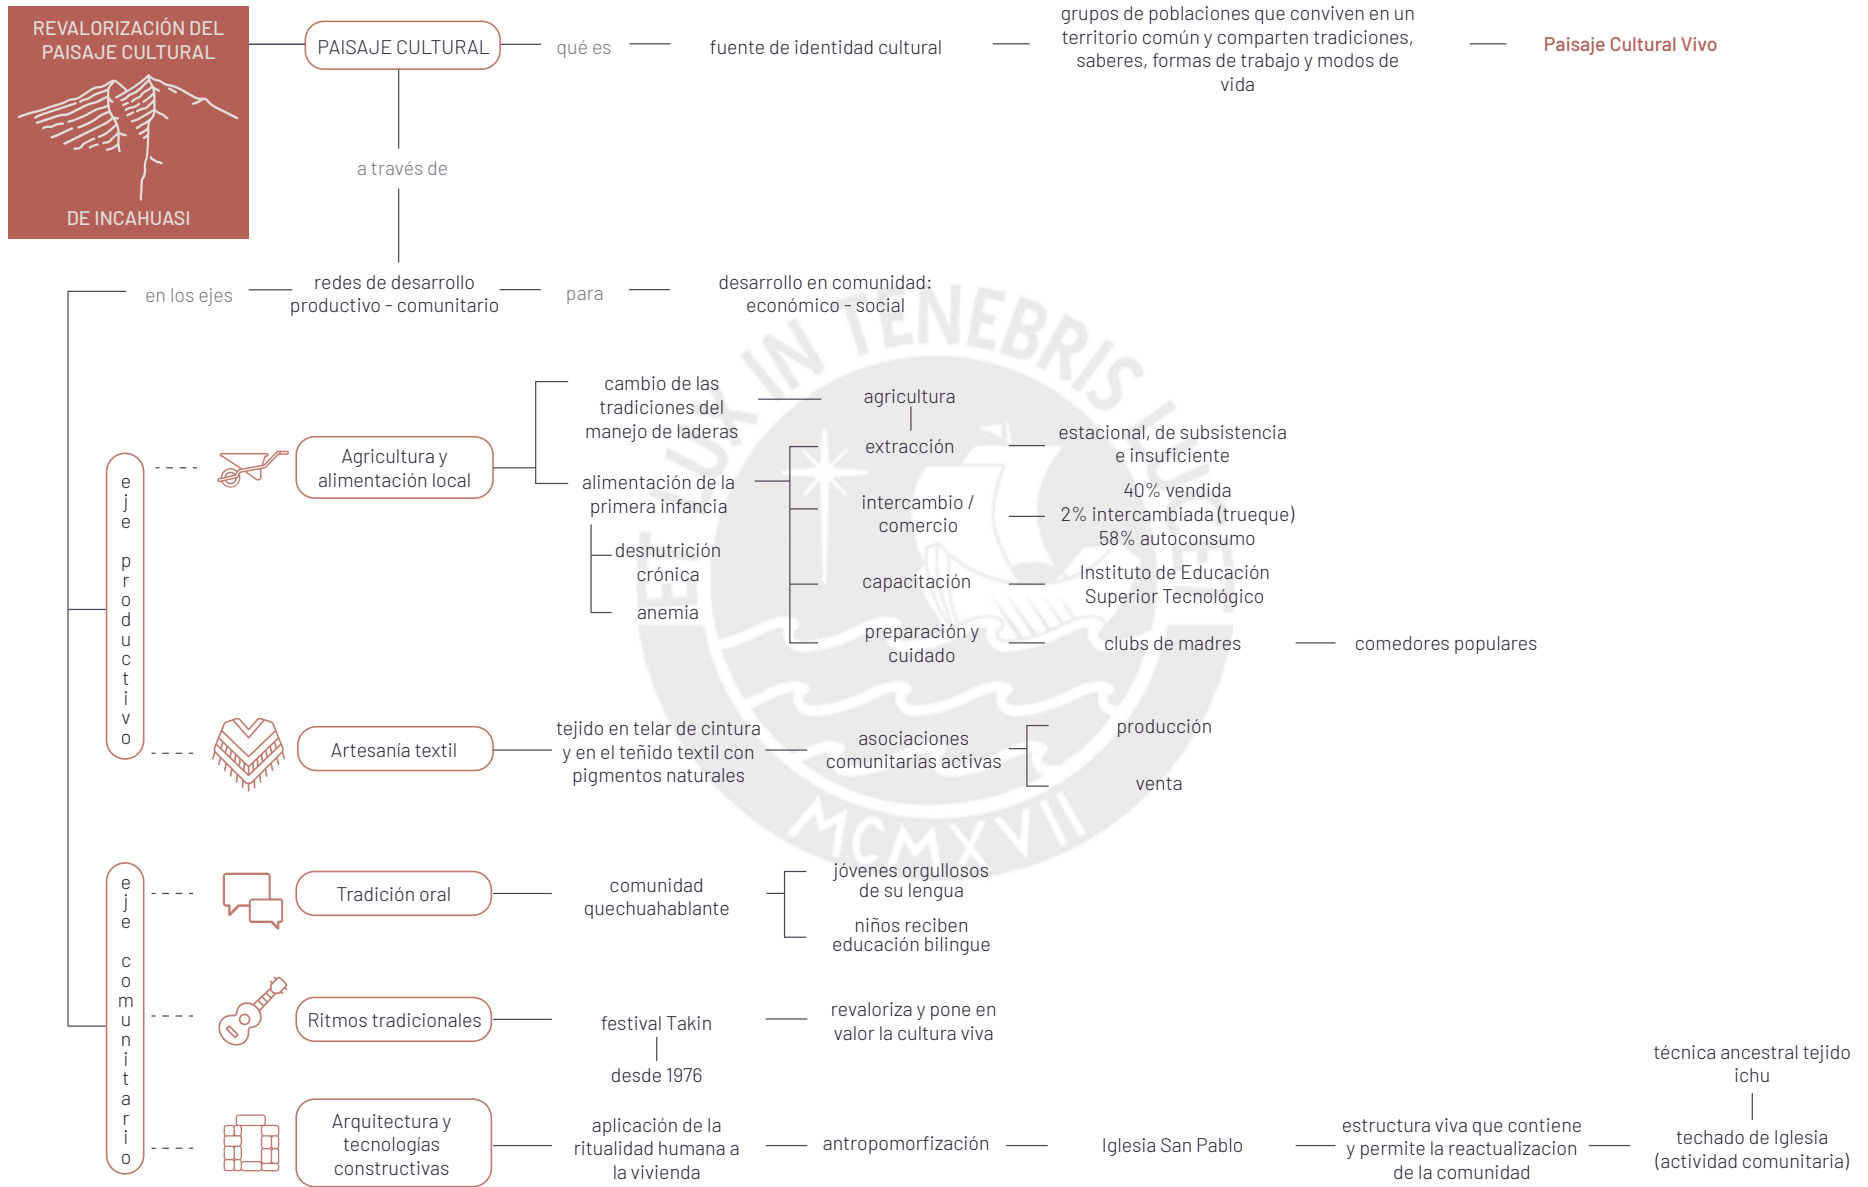 REVALORIZACIÓN DEL
PAISAJE CULTURAL
DE INCAHUASI
PAISAJE CULTURAL
qué es
fuente de identidad cultural
grupos de poblaciones que conviven en un
territorio común y comparten tradiciones,
saberes, formas de trabajo y modos de
vida
Paisaje Cultural Vivo
a través de
en los ejes
redes de desarrollo
productivo - comunitario
para
desarrollo en comunidad:
económico - social
eje productivo
Agricultura y
alimentación local
cambio de las
tradiciones del
manejo de laderas
agricultura
extracción
estacional, de subsistencia
e insuficiente
alimentación de la
primera infancia
desnutrición
crónica
anemia
intercambio /
comercio
40% vendida
2% intercambiada (trueque)
58% autoconsumo
capacitación
Instituto de Educación
Superior Tecnológico
preparación y
cuidado
clubs de madres
comedores populares
Artesanía textil
tejido en telar de cintura
y en el teñido textil con
pigmentos naturales
asociaciones
comunitarias activas
producción
venta
eje comunitario
Tradición oral
comunidad
quechuahablante
jóvenes orgullosos
de su lengua
niños reciben
educación bilingue
Ritmos tradicionales
festival Takin
desde 1976
revaloriza y pone en
valor la cultura viva
Arquitectura y
tecnologías
constructivas
aplicación de la
ritualidad humana a
la vivienda
antropomorfización
Iglesia San Pablo
estructura viva que contiene
y permite la reactualizacion
de la comunidad
técnica ancestral tejido
ichu
techado de Iglesia
(actividad comunitaria)
ET LUX IN TENEBRIS LUCET
MCMXVII